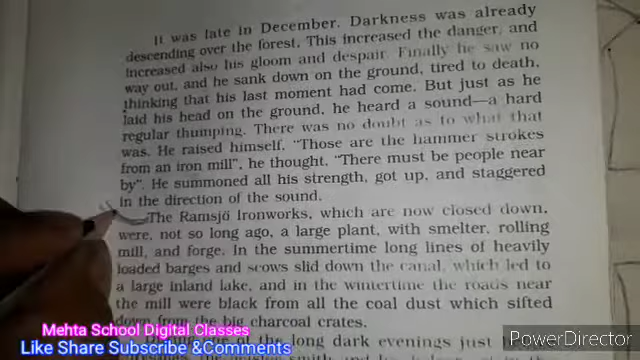 It was late in December. Darkness was already
descending over the forest. This increased the danger, and
increased also his gloom and despair. Finally he saw no
way out, and he sank down on the ground, tired to death,
thinking that his last moment had come. But just as he
laid his head on the ground, he heard a sound—a hard
regular thumping. There was no doubt as to what that
was. He raised himself. “Those are the hammer strokes
from an iron mill”, he thought. “There must be people near
by”. He summoned all his strength, got up, and staggered
in the direction of the sound.
The Ramsjö Ironworks, which are now closed down,
were, not so long ago, a large plant, with smelter, rolling
mill, and forge. In the summertime long lines of heavily
loaded barges and scows slid down the canal, which led to
a large inland lake, and in the wintertime the roads near
the mill were black from all the coal dust which sifted
down from the big charcoal crates.
long dark evenings just
Mehta School Digital Classes
Like Share Subscribe &Comments
PowerDirector